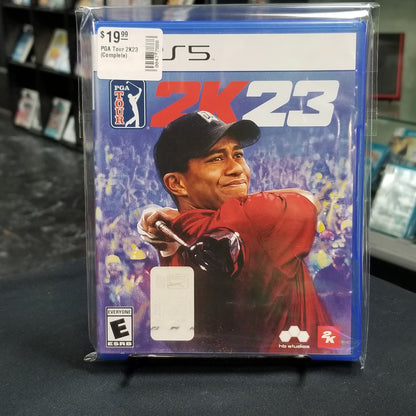 $19.99
PGA Tour 2K23
(Complete)
PS5
PGA
TOUR
2K23
EVERYONE
E
ESRB
hb studios
2K